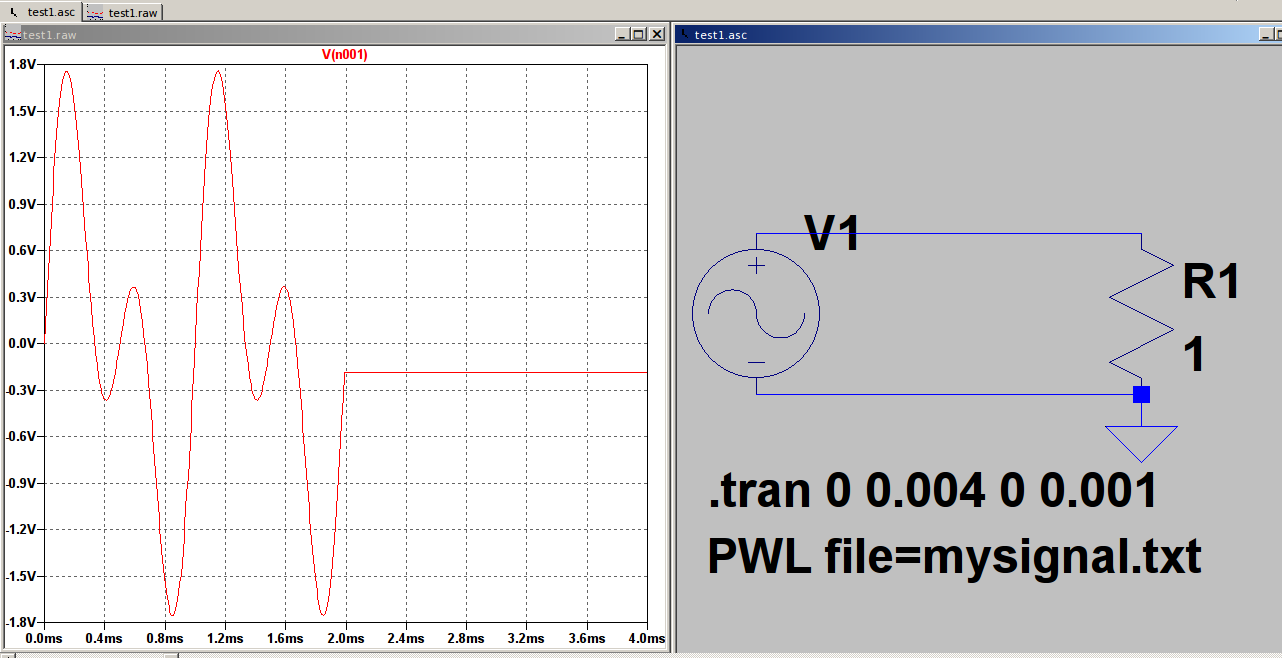 test1.asc
test1.raw
test1.raw
V(n001)
1.8V
1.5V
1.2V
0.9V
0.6V
0.3V
0.0V
-0.3V
-0.6V
-0.9V
-1.2V
-1.5V
-1.8V
0.0ms 0.4ms 0.8ms 1.2ms 1.6ms 2.0ms 2.4ms 2.8ms 3.2ms 3.6ms 4.0ms
test1.asc
V1
R1
1
.tran 0 0.004 0 0.001
PWL file=mysignal.txt